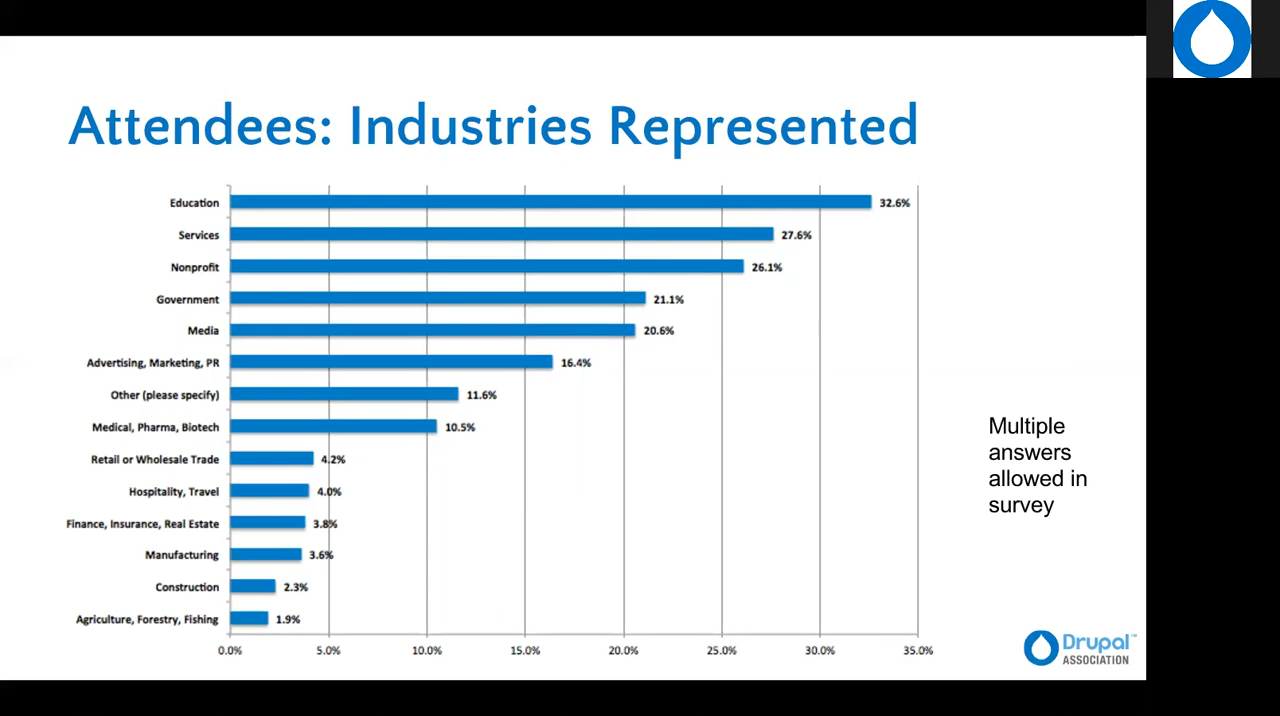 Attendees: Industries Represented
Education 32.6%
Services 27.6%
Nonprofit 26.1%
Government 21.1%
Media 20.6%
Advertising, Marketing, PR 16.4%
Other (please specify) 11.6%
Medical, Pharma, Biotech 10.5%
Retail or Wholesale Trade 4.2%
Hospitality, Travel 4.0%
Finance, Insurance, Real Estate 3.8%
Manufacturing 3.6%
Construction 2.3%
Agriculture, Forestry, Fishing 1.9%
0.0% 5.0% 10.0% 15.0% 20.0% 25.0% 30.0% 35.0%
Multiple
answers
allowed in
survey
Drupal™
ASSOCIATION